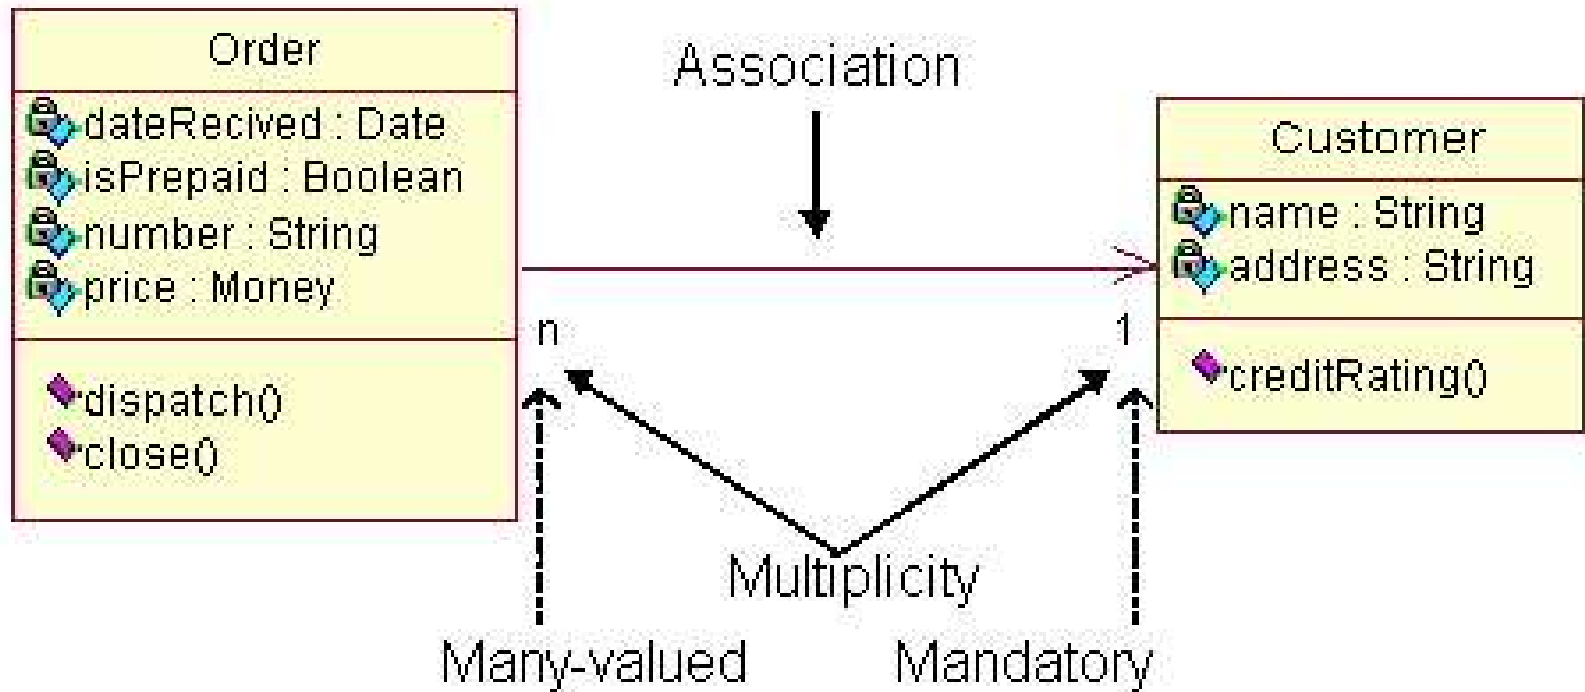 Order
dateRecived : Date
isPrepaid : Boolean
number : String
price : Money
dispatch()
close()
Association
n
1
Multiplicity
Many-valued
Mandatory
Customer
name : String
address : String
creditRating()